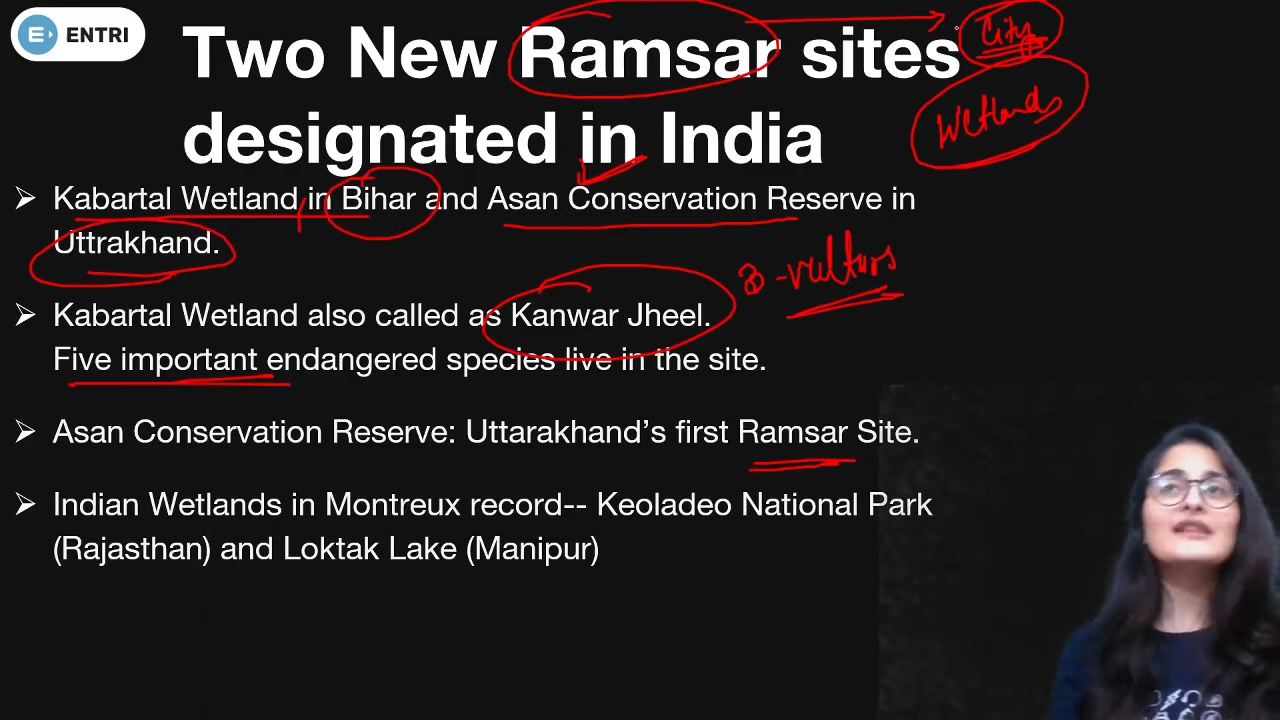 ENTRI
Two New Ramsar sites
designated in India
City
Wetlands
➢ Kabartal Wetland in Bihar and Asan Conservation Reserve in
Uttrakhand.
➢ Kabartal Wetland also called as Kanwar Jheel.
Five important endangered species live in the site.
➢ Asan Conservation Reserve: Uttarakhand’s first Ramsar Site.
➢ Indian Wetlands in Montreux record-- Keoladeo National Park
(Rajasthan) and Loktak Lake (Manipur)